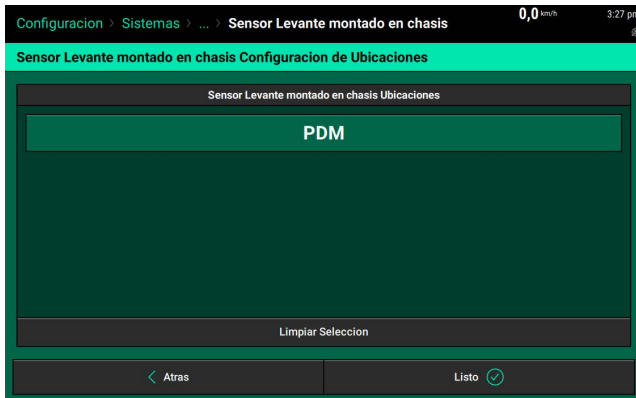 Configuracion > Sistemas > ... > Sensor Levante montado en chasis 0,0 km/h 3:27 pm
Sensor Levante montado en chasis Configuracion de Ubicaciones
Sensor Levante montado en chasis Ubicaciones
PDM
Limpiar Seleccion
Atras Listo